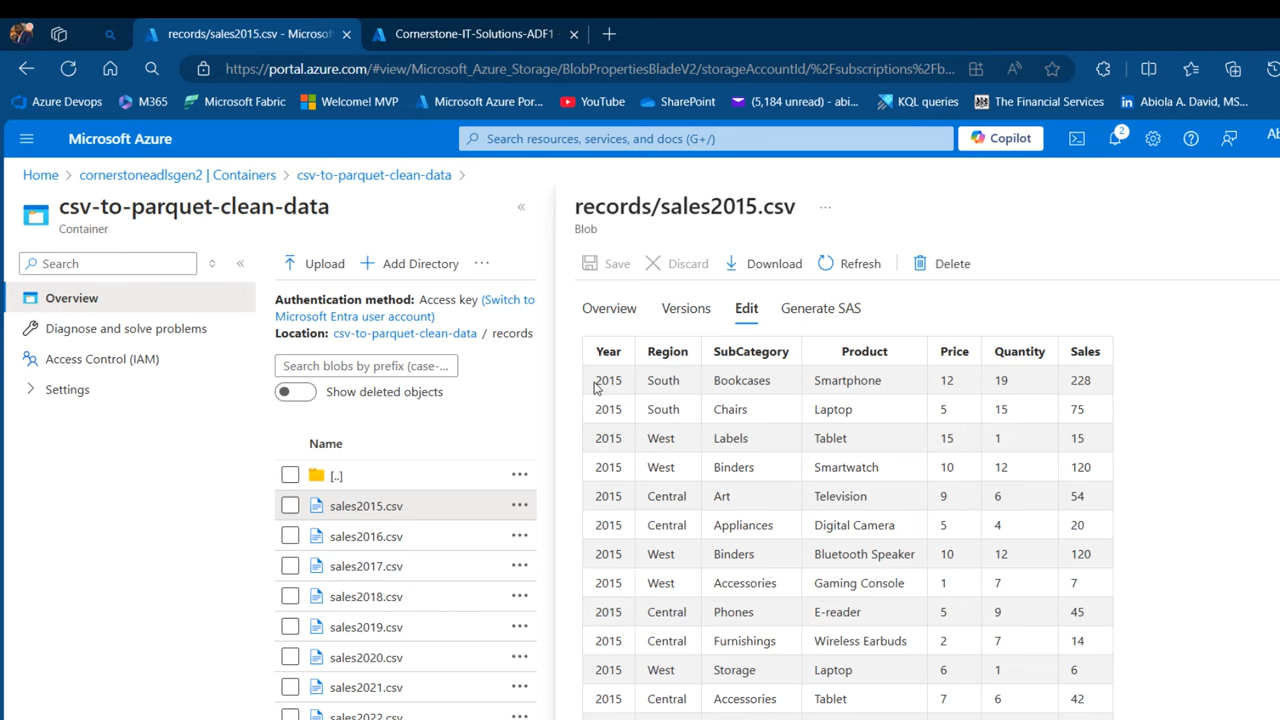 records/sales2015.csv - Microsof
Cornerstone-IT-Solutions-ADF1 -
https://portal.azure.com/#view/Microsoft_Azure_Storage/BlobPropertiesBladeV2/storageAccountId/%2Fsubscriptions%2Fb...
Azure Devops
M365
Microsoft Fabric
Welcome! MVP
Microsoft Azure Por...
YouTube
SharePoint
(5,184 unread) - abi...
KQL queries
The Financial Services
Abiola A. David, MS...
Microsoft Azure
Search resources, services, and docs (G+/)
Copilot
2
Home > cornerstoneadlsgen2 | Containers > csv-to-parquet-clean-data >
csv-to-parquet-clean-data
Container
Search
Overview
Diagnose and solve problems
Access Control (IAM)
Settings
Upload
Add Directory
Authentication method: Access key (Switch to
Microsoft Entra user account)
Location: csv-to-parquet-clean-data / records
Search blobs by prefix (case-...
Show deleted objects
Name
[..]
sales2015.csv
sales2016.csv
sales2017.csv
sales2018.csv
sales2019.csv
sales2020.csv
sales2021.csv
sales2022.csv
records/sales2015.csv
Blob
Save
Discard
Download
Refresh
Delete
Overview
Versions
Edit
Generate SAS
Year Region SubCategory Product Price Quantity Sales
2015 South Bookcases Smartphone 12 19 228
2015 South Chairs Laptop 5 15 75
2015 West Labels Tablet 15 1 15
2015 West Binders Smartwatch 10 12 120
2015 Central Art Television 9 6 54
2015 Central Appliances Digital Camera 5 4 20
2015 West Binders Bluetooth Speaker 10 12 120
2015 West Accessories Gaming Console 1 7 7
2015 Central Phones E-reader 5 9 45
2015 Central Furnishings Wireless Earbuds 2 7 14
2015 West Storage Laptop 6 1 6
2015 Central Accessories Tablet 7 6 42